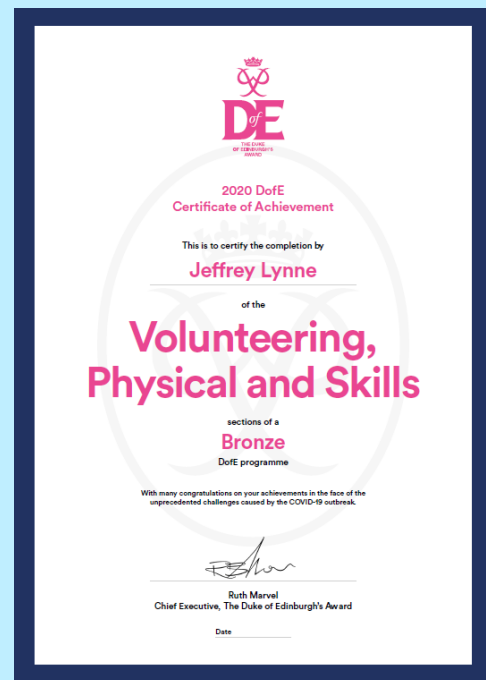 DofE
THE DUKE
OF EDINBURGH'S
AWARD
2020 DofE
Certificate of Achievement
This is to certify the completion by
Jeffrey Lynne
of the
Volunteering,
Physical and Skills
sections of a
Bronze
DofE programme
With many congratulations on your achievements in the face of the
unprecedented challenges caused by the COVID-19 outbreak.
Ruth Marvel
Chief Executive, The Duke of Edinburgh's Award
Date